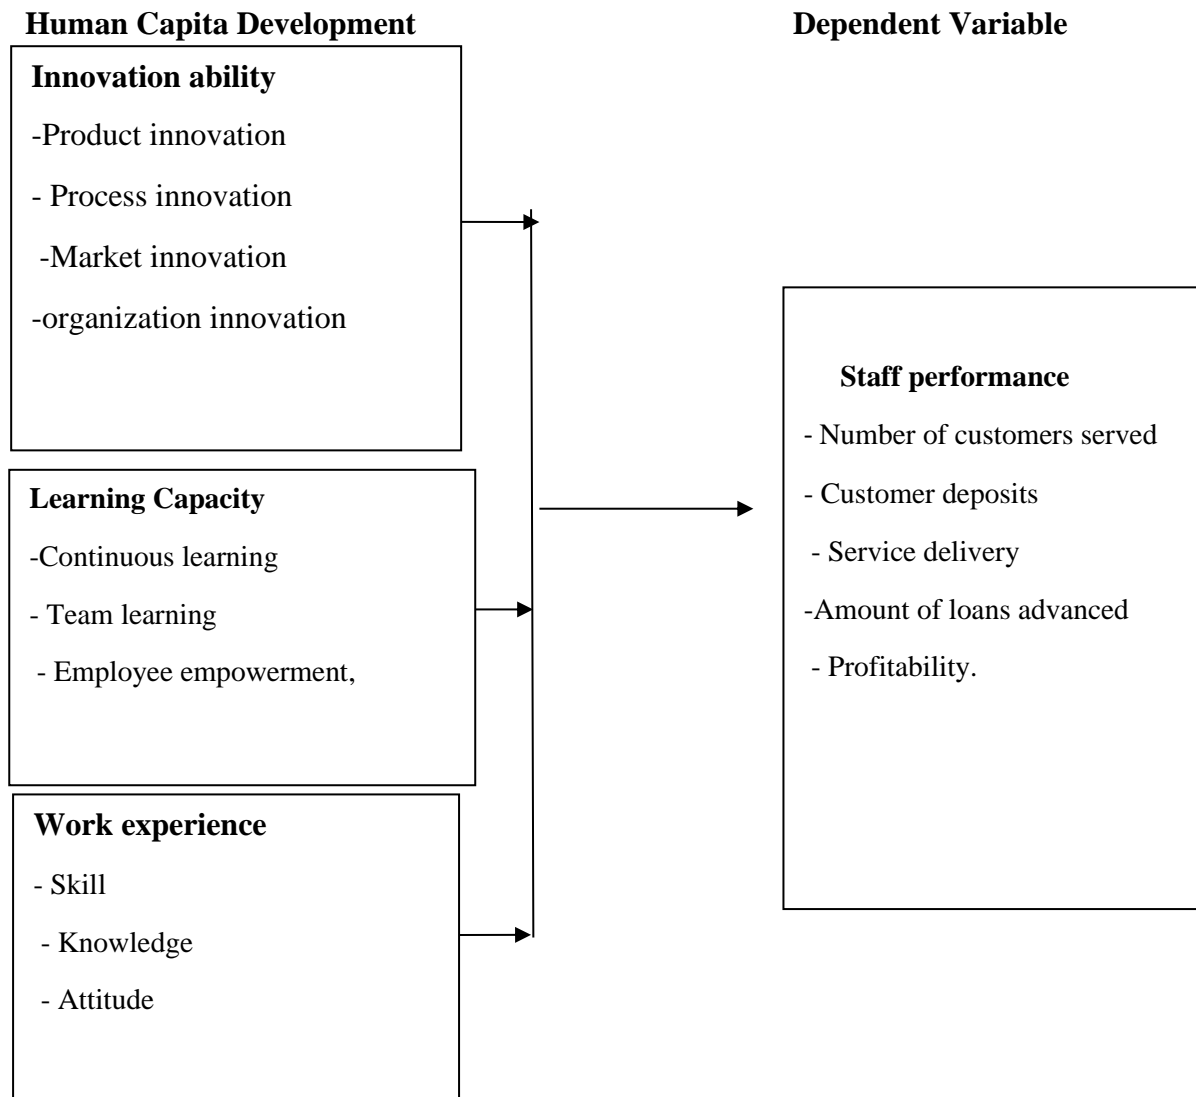 Human Capita Development
Dependent Variable
Innovation ability
-Product innovation
- Process innovation
-Market innovation
-organization innovation
Learning Capacity
-Continuous learning
- Team learning
- Employee empowerment,
Work experience
- Skill
- Knowledge
- Attitude
Staff performance
- Number of customers served
- Customer deposits
- Service delivery
-Amount of loans advanced
- Profitability.